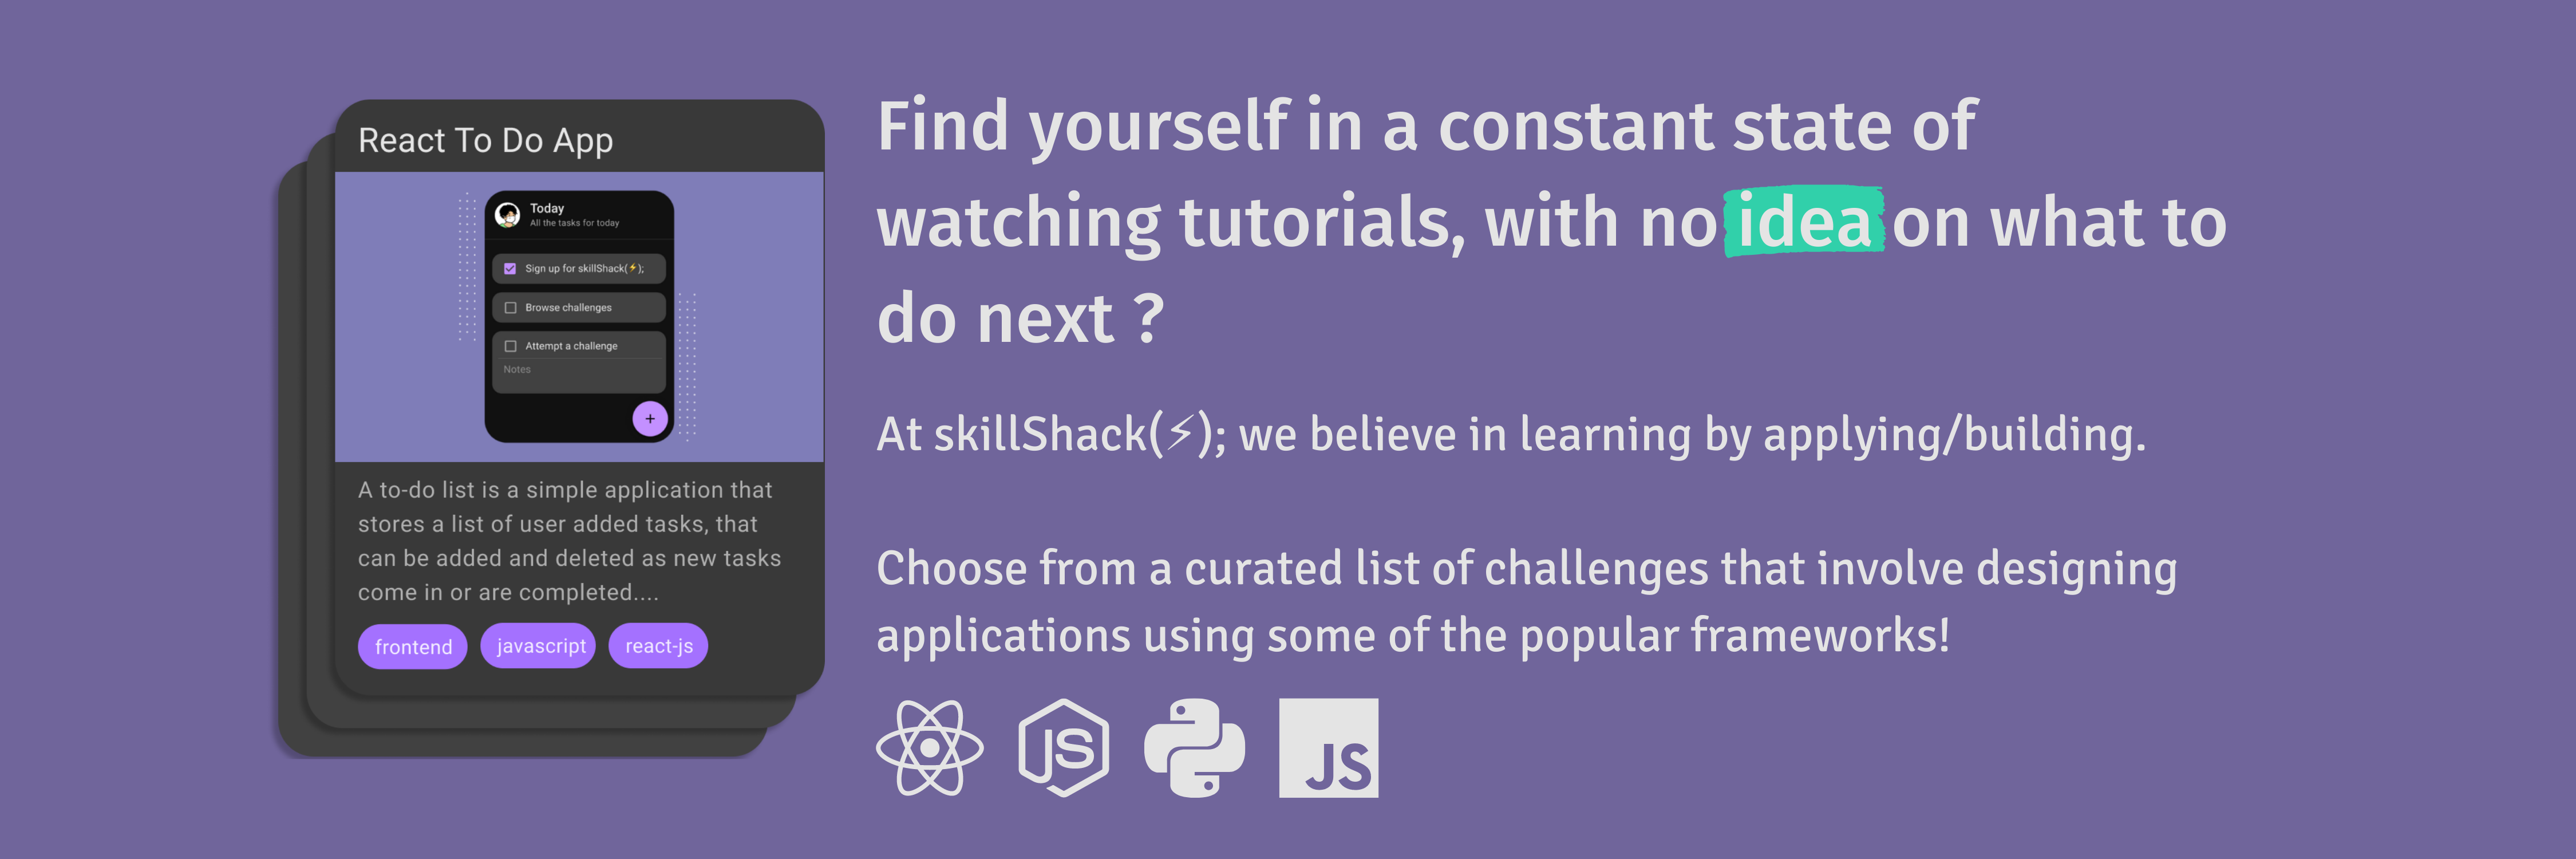 React To Do App
Today
All the tasks for today
Sign up for skillShack(⚡);
Browse challenges
Attempt a challenge
Notes
+
A to-do list is a simple application that
stores a list of user added tasks, that
can be added and deleted as new tasks
come in or are completed....
frontend
javascript
react-js
Find yourself in a constant state of
watching tutorials, with no idea on what to
do next ?
At skillShack(⚡); we believe in learning by applying/building.
Choose from a curated list of challenges that involve designing
applications using some of the popular frameworks!
JS
JS